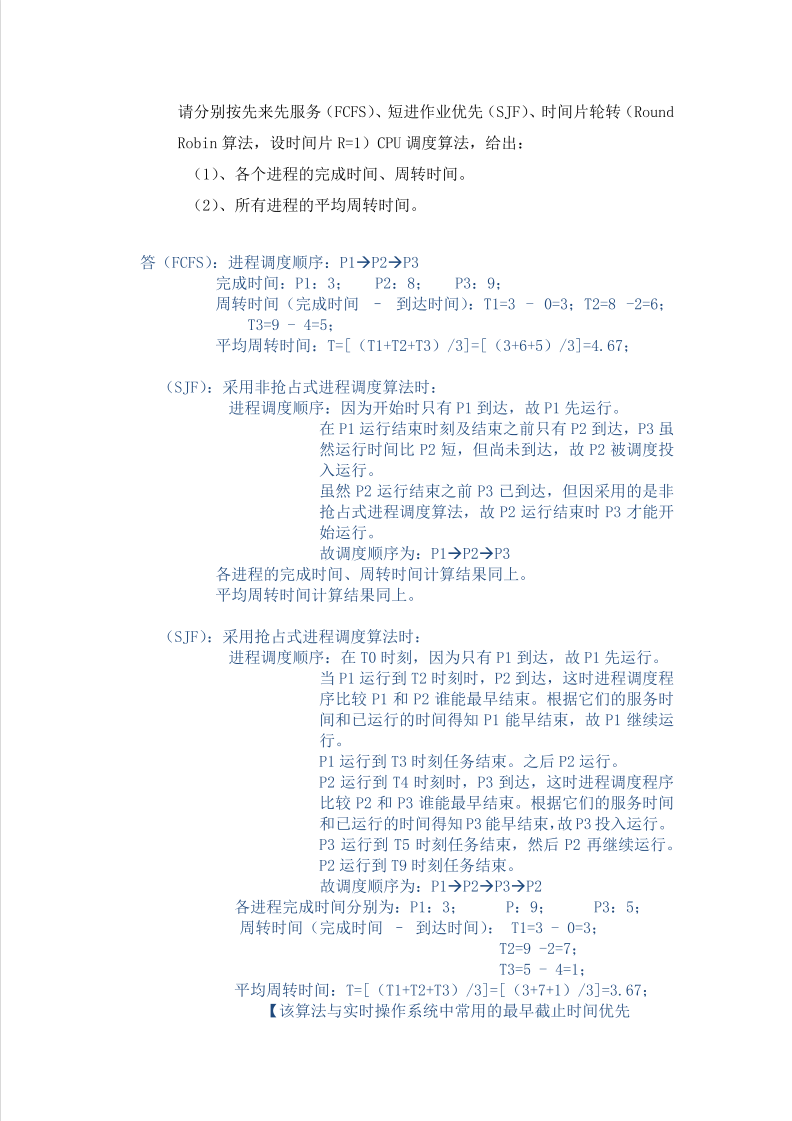 请分别按先来先服务（FCFS）、短进作业优先（SJF）、时间片轮转（Round
Robin 算法，设时间片 R=1）CPU 调度算法，给出：
（1）、各个进程的完成时间、周转时间。
（2）、所有进程的平均周转时间。
答（FCFS）：进程调度顺序：P1→P2→P3
完成时间：P1：3； P2：8； P3：9；
周转时间（完成时间 – 到达时间）：T1=3 – 0=3；T2=8 -2=6；
T3=9 - 4=5；
平均周转时间：T=[（T1+T2+T3）/3]=[（3+6+5）/3]=4.67；
（SJF）：采用非抢占式进程调度算法时：
进程调度顺序：因为开始时只有 P1 到达，故 P1 先运行。
在 P1 运行结束时刻及结束之前只有 P2 到达，P3 虽
然运行时间比 P2 短，但尚未到达，故 P2 被调度投
入运行。
虽然 P2 运行结束之前 P3 已到达，但因采用的是非
抢占式进程调度算法，故 P2 运行结束时 P3 才能开
始运行。
故调度顺序为：P1→P2→P3
各进程的完成时间、周转时间计算结果同上。
平均周转时间计算结果同上。
（SJF）：采用抢占式进程调度算法时：
进程调度顺序：在 T0 时刻，因为只有 P1 到达，故 P1 先运行。
当 P1 运行到 T2 时刻时，P2 到达，这时进程调度程
序比较 P1 和 P2 谁能最早结束。根据它们的服务时
间和已运行的时间得知 P1 能早结束，故 P1 继续运
行。
P1 运行到 T3 时刻任务结束。之后 P2 运行。
P2 运行到 T4 时刻时，P3 到达，这时进程调度程序
比较 P2 和 P3 谁能最早结束。根据它们的服务时间
和已运行的时间得知 P3 能早结束，故 P3 投入运行。
P3 运行到 T5 时刻任务结束，然后 P2 再继续运行。
P2 运行到 T9 时刻任务结束。
故调度顺序为：P1→P2→P3→P2
各进程完成时间分别为：P1：3； P：9； P3：5；
周转时间（完成时间 – 到达时间）： T1=3 - 0=3；
T2=9 -2=7；
T3=5 - 4=1；
平均周转时间：T=[（T1+T2+T3）/3]=[（3+7+1）/3]=3.67；
【该算法与实时操作系统中常用的最早截止时间优先